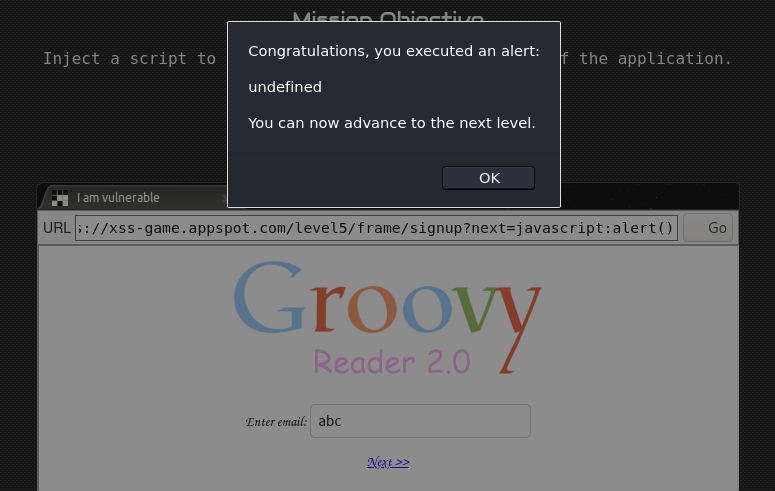 Mission Objective
Inject a script to
f the application.
Congratulations, you executed an alert:
undefined
You can now advance to the next level.
OK
I am vulnerable
URL
s://xss-game.appspot.com/level5/frame/signup?next=javascript:alert()
Go
Groovy
Reader 2.0
Enter email:
abc
Next >>